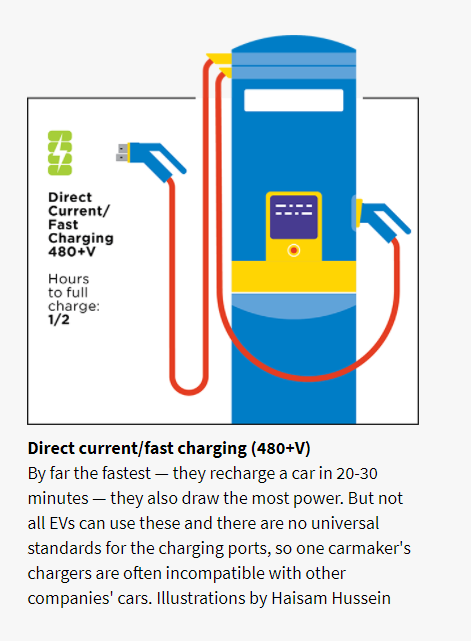 Direct
Current/
Fast
Charging
480+V
Hours
to full
charge:
1/2
Direct current/fast charging (480+V)
By far the fastest — they recharge a car in 20-30
minutes — they also draw the most power. But not
all EVs can use these and there are no universal
standards for the charging ports, so one carmaker's
chargers are often incompatible with other
companies' cars. Illustrations by Haisam Hussein